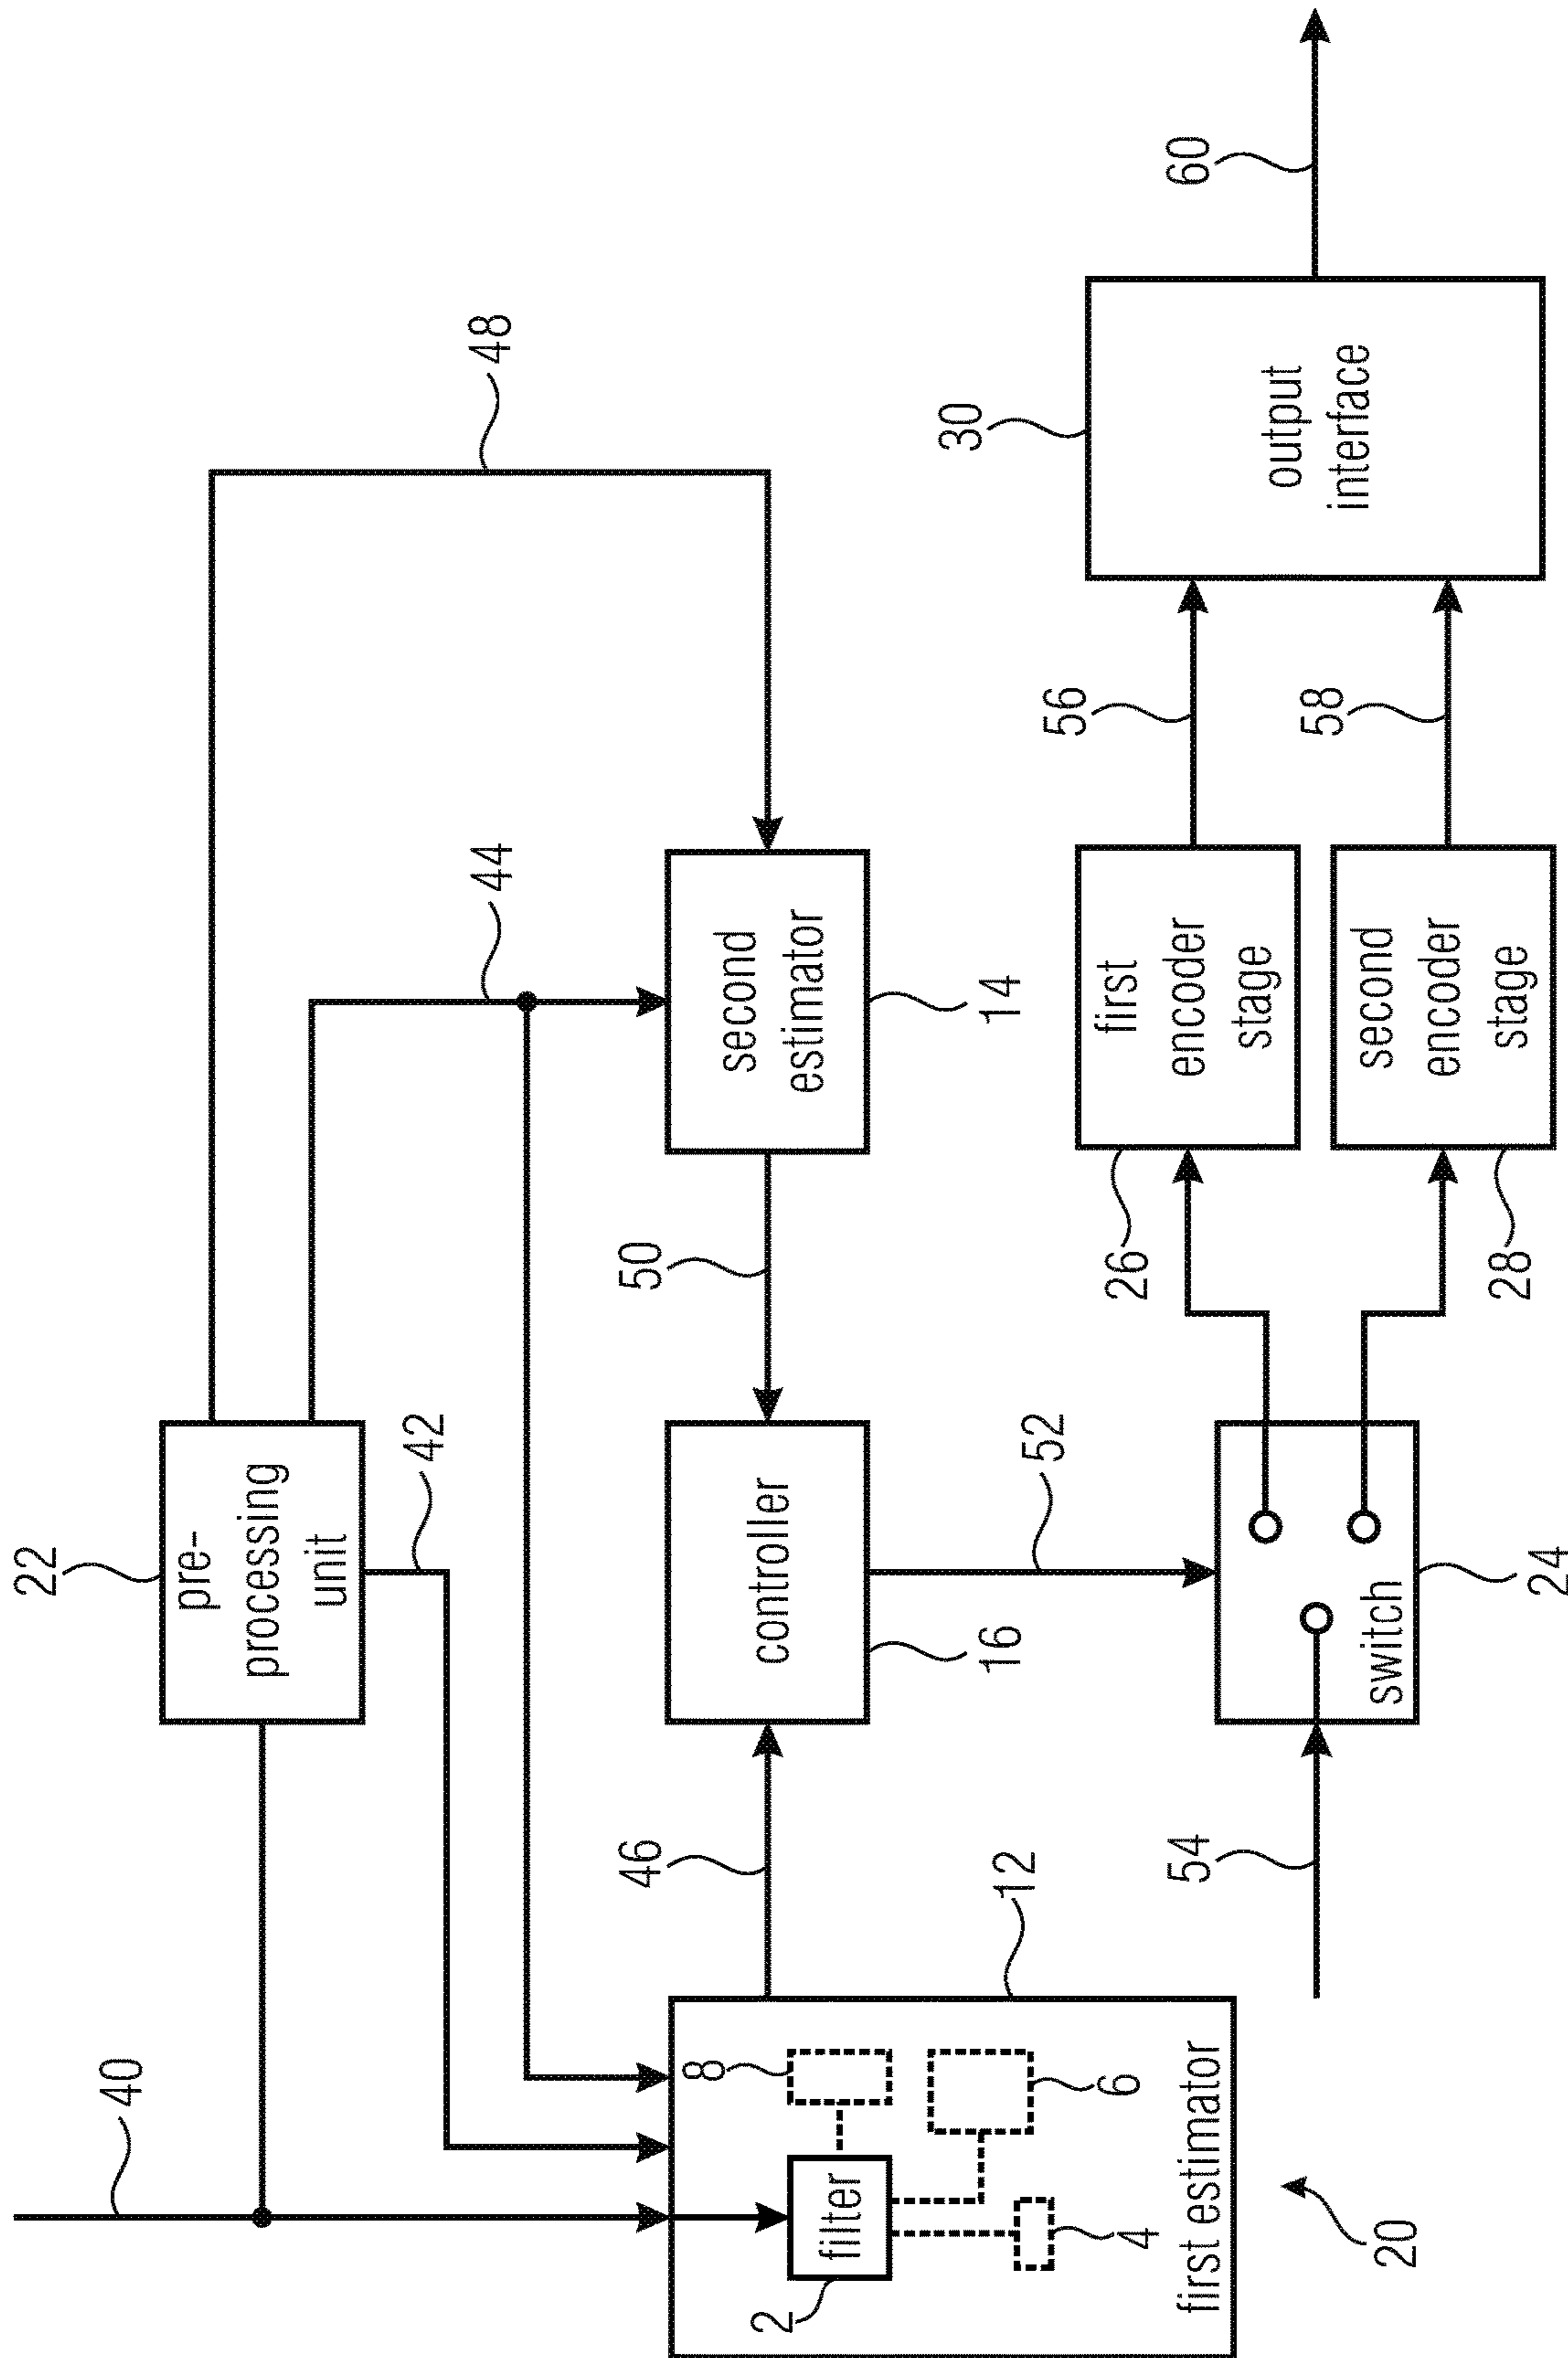 40
22
pre-
processing
unit
42
44
48
8
filter
2
4
6
first estimator
12
20
46
controller
16
50
second
estimator
14
52
54
switch
24
26
first
encoder
stage
28
second
encoder
stage
56
58
30
output
interface
60